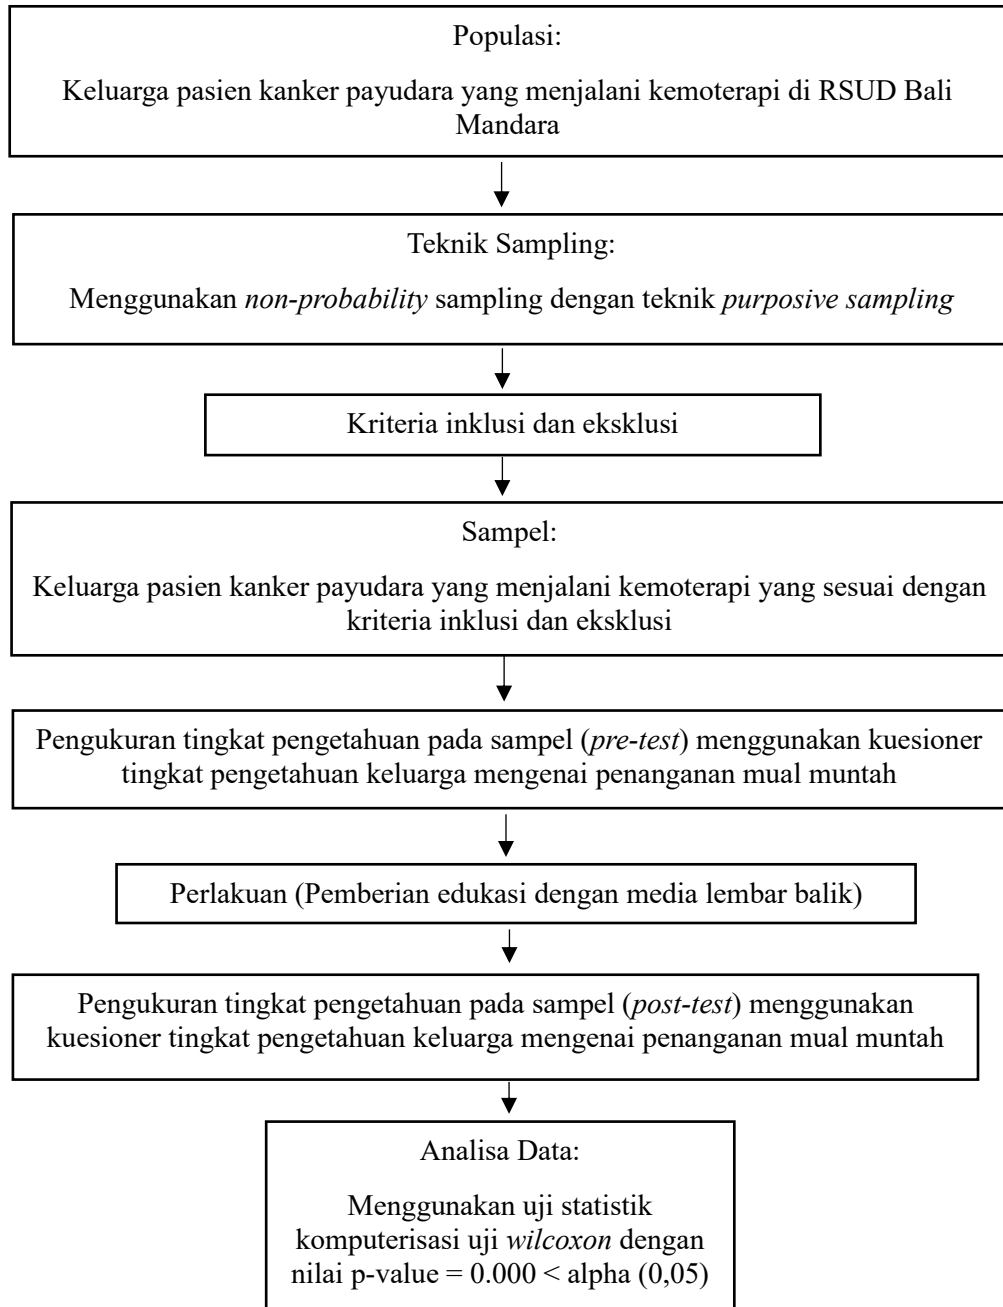 Populasi:
Keluarga pasien kanker payudara yang menjalani kemoterapi di RSUD Bali
Mandara
Teknik Sampling:
Menggunakan non-probability sampling dengan teknik purposive sampling
Kriteria inklusi dan eksklusi
Sampel:
Keluarga pasien kanker payudara yang menjalani kemoterapi yang sesuai dengan
kriteria inklusi dan eksklusi
Pengukuran tingkat pengetahuan pada sampel (pre-test) menggunakan kuesioner
tingkat pengetahuan keluarga mengenai penanganan mual muntah
Perlakuan (Pemberian edukasi dengan media lembar balik)
Pengukuran tingkat pengetahuan pada sampel (post-test) menggunakan
kuesioner tingkat pengetahuan keluarga mengenai penanganan mual muntah
Analisa Data:
Menggunakan uji statistik
komputerisasi uji wilcoxon dengan
nilai p-value = 0.000 < alpha (0,05)